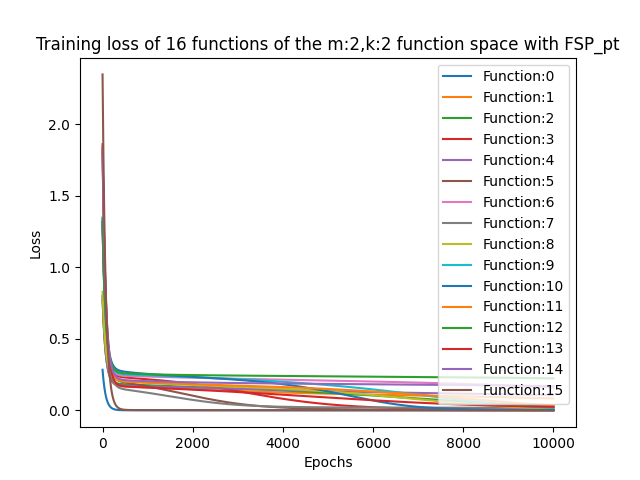 Training loss of 16 functions of the m:2,k:2 function space with FSP_pt
Loss
2.0
1.5
1.0
0.5
0.0
Function:0
Function:1
Function:2
Function:3
Function:4
Function:5
Function:6
Function:7
Function:8
Function:9
Function:10
Function:11
Function:12
Function:13
Function:14
Function:15
0 2000 4000 6000 8000 10000
Epochs